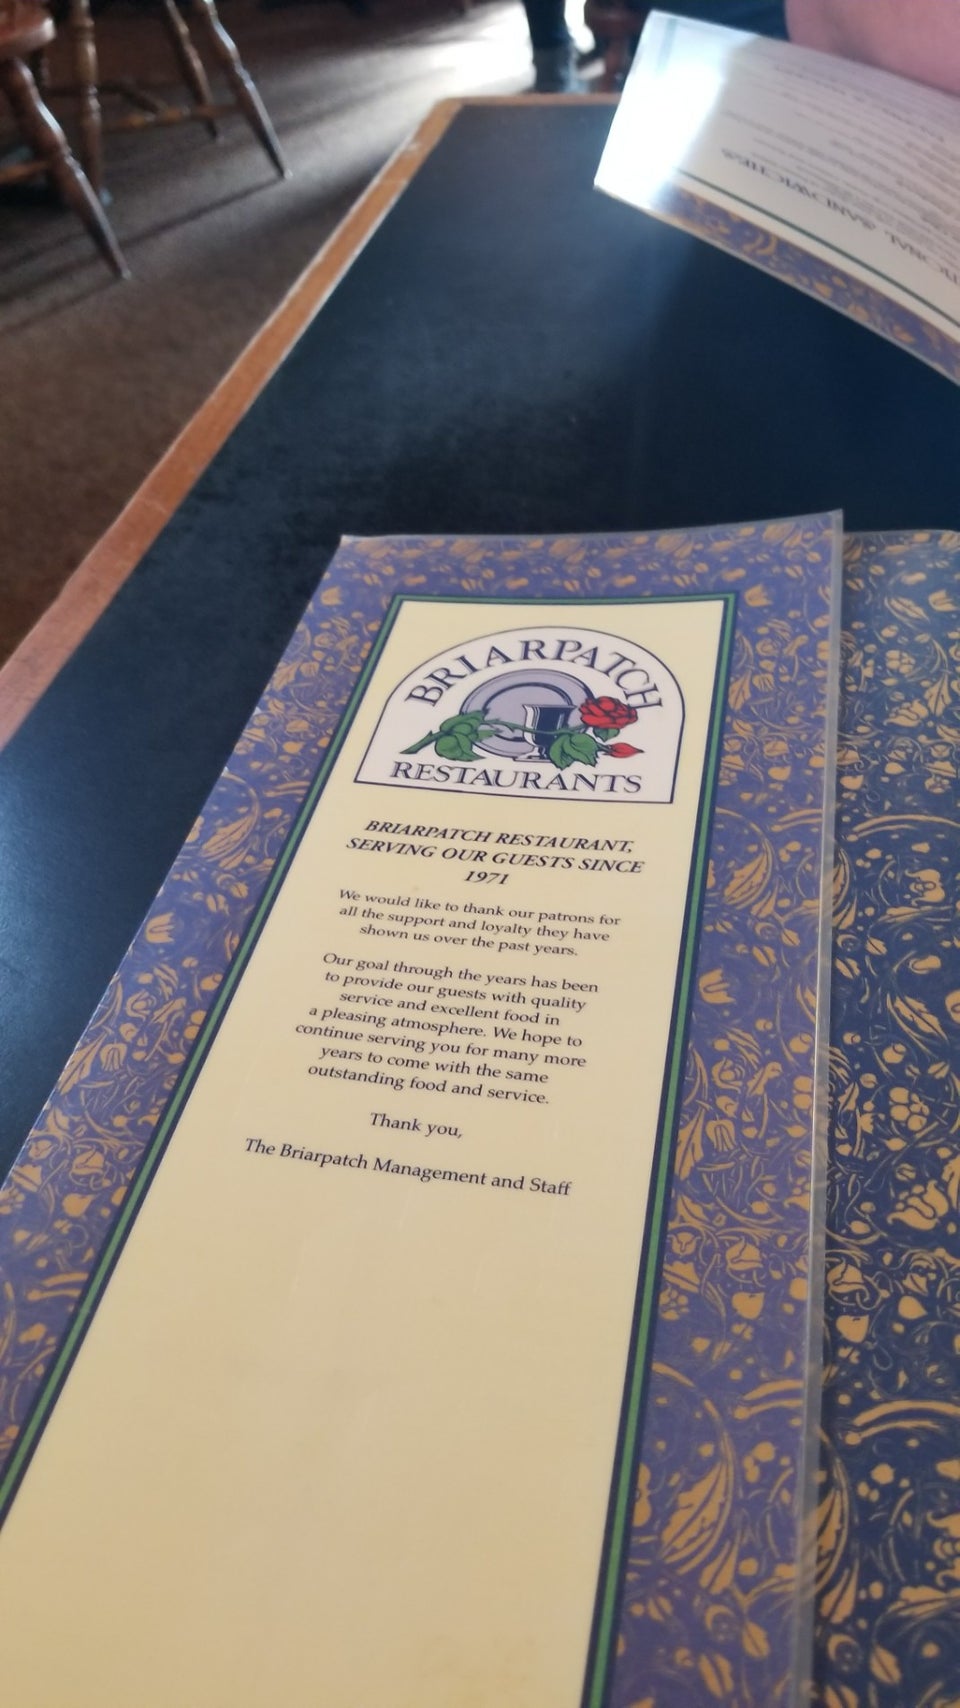 SANDWICHES
BRIARPATCH
RESTAURANTS
BRIARPATCH RESTAURANT,
SERVING OUR GUESTS SINCE
1971
We would like to thank our patrons for
all the support and loyalty they have
shown us over the past years.
Our goal through the years has been
to provide our guests with quality
service and excellent food in
a pleasing atmosphere. We hope to
continue serving you for many more
years to come with the same
outstanding food and service.
Thank you,
The Briarpatch Management and Staff